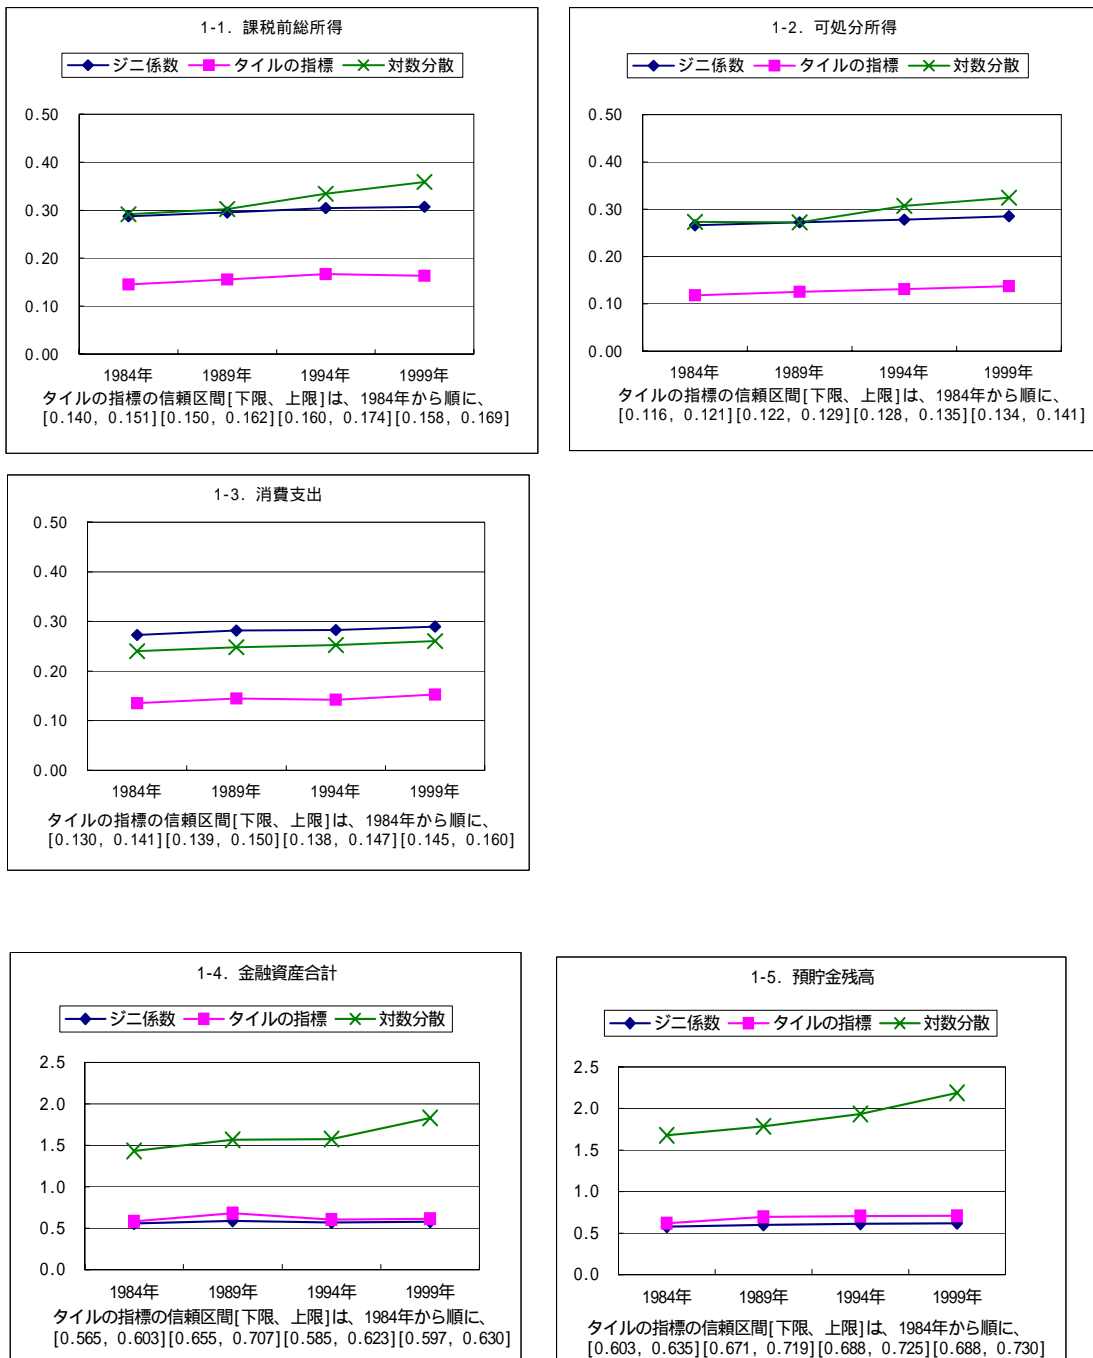 1-1. 課税前総所得
ジニ係数 タイルの指標 対数分散
0.50
0.40
0.30
0.20
0.10
0.00
1984年 1989年 1994年 1999年
タイルの指標の信頼区間[下限、上限]は、1984年から順に、
[0.140, 0.151][0.150, 0.162][0.160, 0.174][0.158, 0.169]
1-2. 可処分所得
ジニ係数 タイルの指標 対数分散
0.50
0.40
0.30
0.20
0.10
0.00
1984年 1989年 1994年 1999年
タイルの指標の信頼区間[下限、上限]は、1984年から順に、
[0.116, 0.121][0.122, 0.129][0.128, 0.135][0.134, 0.141]
1-3. 消費支出
0.50
0.40
0.30
0.20
0.10
0.00
1984年 1989年 1994年 1999年
タイルの指標の信頼区間[下限、上限]は、1984年から順に、
[0.130, 0.141][0.139, 0.150][0.138, 0.147][0.145, 0.160]
1-4. 金融資産合計
ジニ係数 タイルの指標 対数分散
2.5
2.0
1.5
1.0
0.5
0.0
1984年 1989年 1994年 1999年
タイルの指標の信頼区間[下限、上限]は、1984年から順に、
[0.565, 0.603][0.655, 0.707][0.585, 0.623][0.597, 0.630]
1-5. 預貯金残高
ジニ係数 タイルの指標 対数分散
2.5
2.0
1.5
1.0
0.5
0.0
1984年 1989年 1994年 1999年
タイルの指標の信頼区間[下限、上限]は、1984年から順に、
[0.603, 0.635][0.671, 0.719][0.688, 0.725][0.688, 0.730]